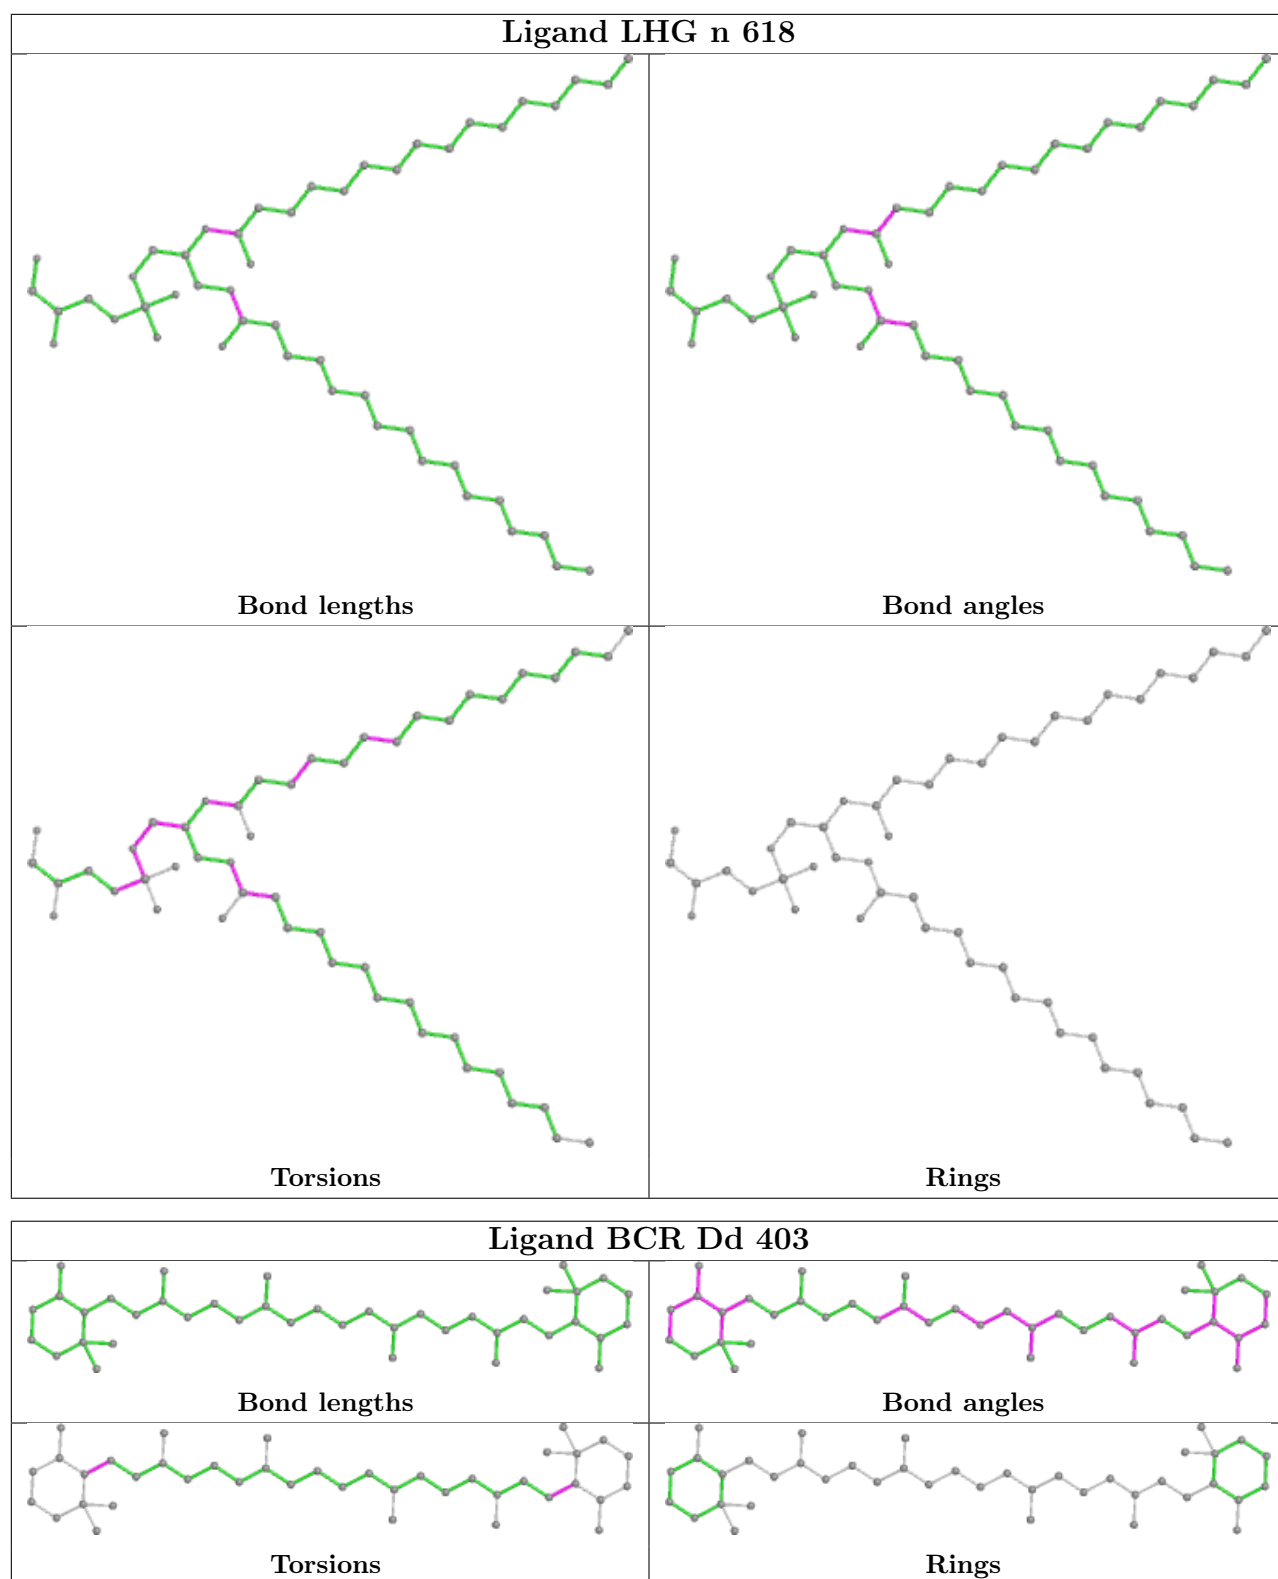 Ligand LHG n 618
Bond lengths
Bond angles
Torsions
Rings
Ligand BCR Dd 403
Bond lengths
Bond angles
Torsions
Rings